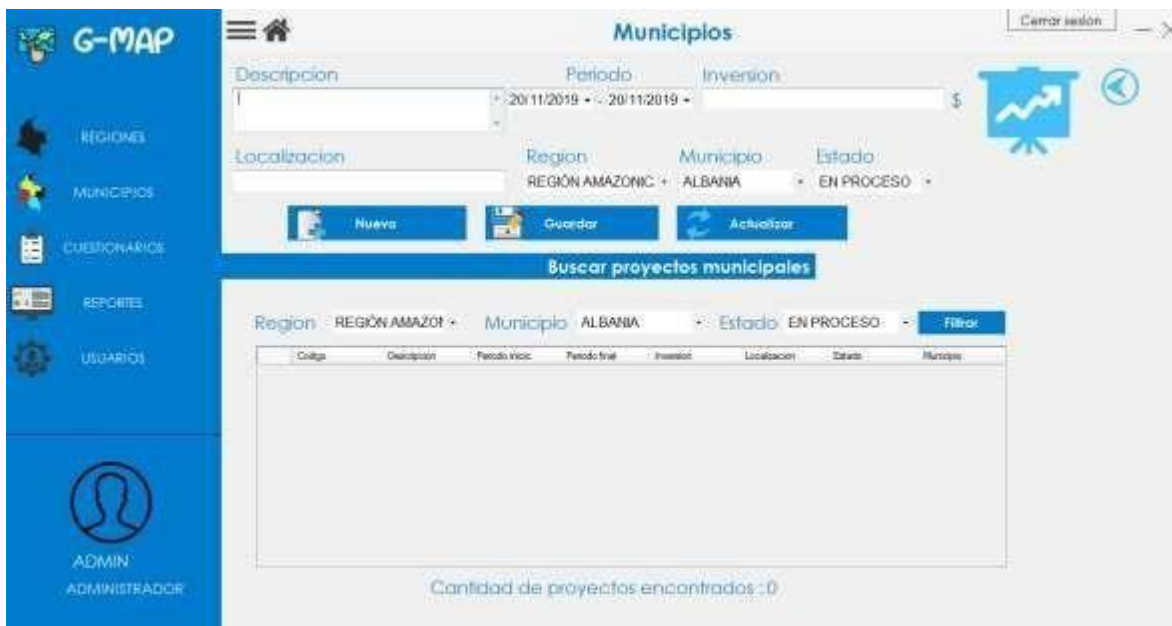 G-MAP
Municipios
Cerrar sesion
REGIONES
MUNICIPIOS
CUESTIONARIOS
REPORTES
USUARIOS
ADMIN
ADMINISTRADOR
Descripcion Periodo Inversion
20/11/2019 - 20/11/2019 $
Localizacion Region Municipio Estado
REGIÓN AMAZONIC ALBANIA EN PROCESO
Nuevo Guardar Actualizar
Buscar proyectos municipales
Region REGIÓN AMAZO Municipio ALBANIA Estado EN PROCESO Filtrar
Codigo Descripcion Periodo inicio Periodo final Inversion Localizacion Estado Municipio
Cantidad de proyectos encontrados :0